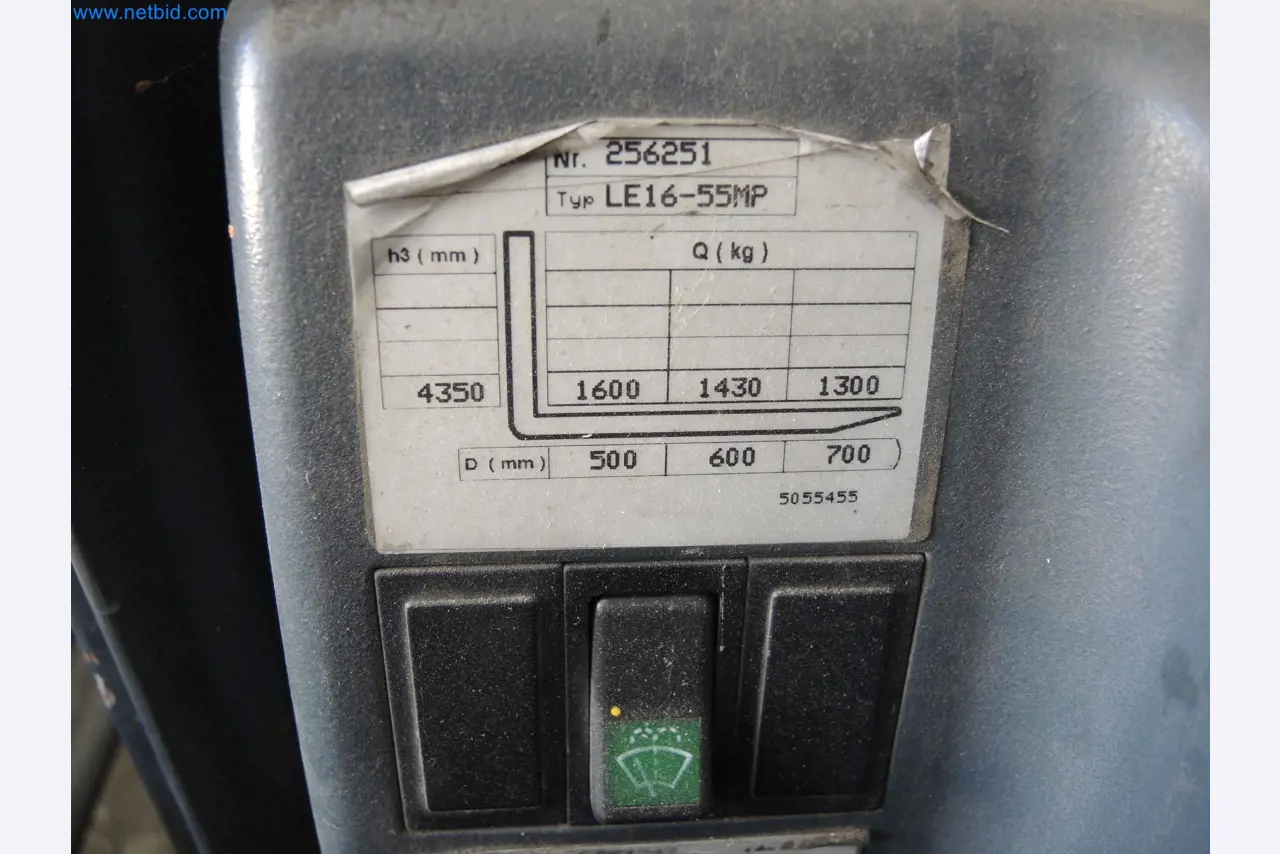 www.netbid.com
Nr. 256251
Typ LE16-55MP
h3 ( mm ) Q ( kg )
4350 1600 1430 1300
D ( mm ) 500 600 700
5055455